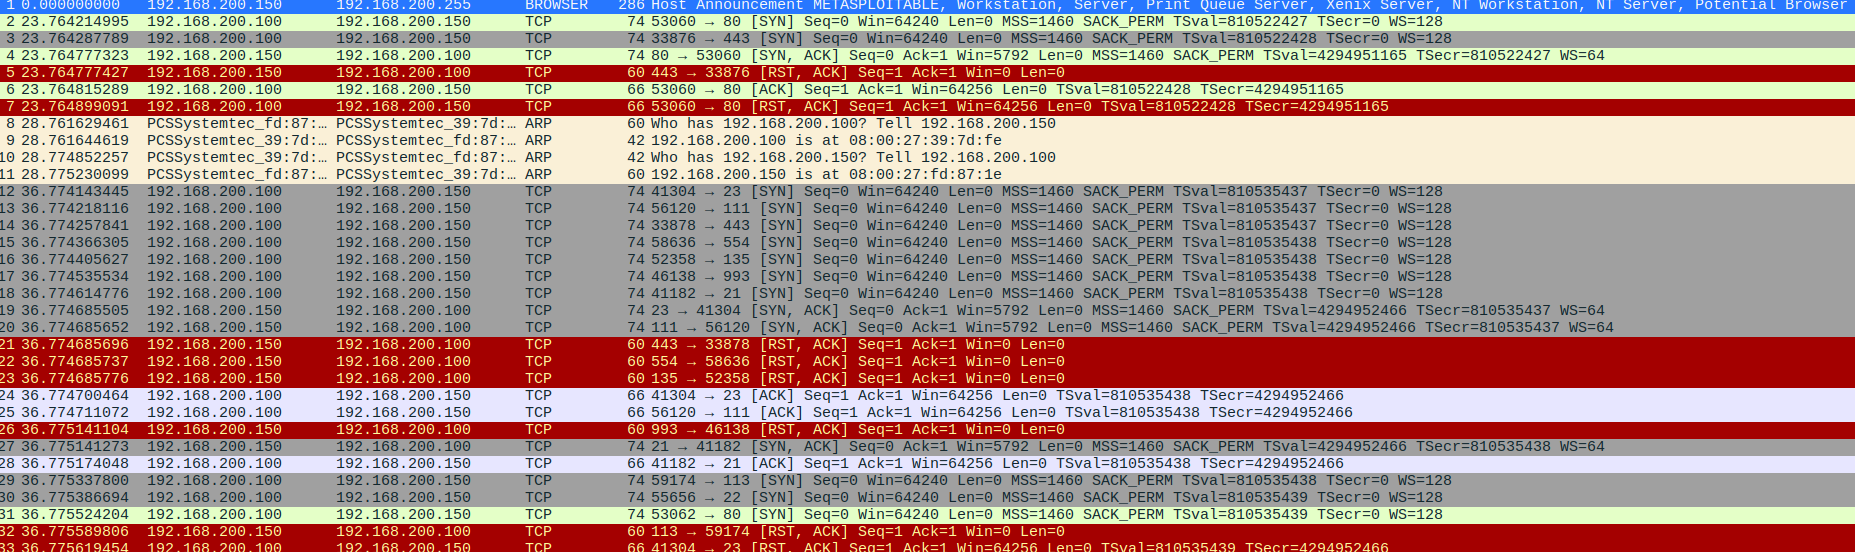 1 0.000000000 192.168.200.150 192.168.200.255 BROWSER 286 Host Announcement METASPLOITABLE, Workstation, Server, Print Queue Server, Xenix Server, NT Workstation, NT Server, Potential Browser
2 23.764214995 192.168.200.100 192.168.200.150 TCP 74 53060 → 80 [SYN] Seq=0 Win=64240 Len=0 MSS=1460 SACK_PERM TSval=810522427 TSecr=0 WS=128
3 23.764287789 192.168.200.100 192.168.200.150 TCP 74 33876 → 443 [SYN] Seq=0 Win=64240 Len=0 MSS=1460 SACK_PERM TSval=810522428 TSecr=0 WS=128
4 23.764777323 192.168.200.150 192.168.200.100 TCP 74 80 → 53060 [SYN, ACK] Seq=0 Ack=1 Win=5792 Len=0 MSS=1460 SACK_PERM TSval=4294951165 TSecr=810522427 WS=64
5 23.764777427 192.168.200.150 192.168.200.100 TCP 60 443 → 33876 [RST, ACK] Seq=1 Ack=1 Win=0 Len=0
6 23.764815289 192.168.200.100 192.168.200.150 TCP 66 53060 → 80 [ACK] Seq=1 Ack=1 Win=64256 Len=0 TSval=810522428 TSecr=4294951165
7 23.764899091 192.168.200.100 192.168.200.150 TCP 66 53060 → 80 [RST, ACK] Seq=1 Ack=1 Win=64256 Len=0 TSval=810522428 TSecr=4294951165
8 28.761629461 PCSSystemtec_fd:87:… PCSSystemtec_39:7d:… ARP 60 Who has 192.168.200.100? Tell 192.168.200.150
9 28.761644619 PCSSystemtec_39:7d:… PCSSystemtec_fd:87:… ARP 42 192.168.200.100 is at 08:00:27:39:7d:fe
10 28.774852257 PCSSystemtec_39:7d:… PCSSystemtec_fd:87:… ARP 42 Who has 192.168.200.150? Tell 192.168.200.100
11 28.775230099 PCSSystemtec_fd:87:… PCSSystemtec_39:7d:… ARP 60 192.168.200.150 is at 08:00:27:fd:87:1e
12 36.774143445 192.168.200.100 192.168.200.150 TCP 74 41304 → 23 [SYN] Seq=0 Win=64240 Len=0 MSS=1460 SACK_PERM TSval=810535437 TSecr=0 WS=128
13 36.774218116 192.168.200.100 192.168.200.150 TCP 74 56120 → 111 [SYN] Seq=0 Win=64240 Len=0 MSS=1460 SACK_PERM TSval=810535437 TSecr=0 WS=128
14 36.774257841 192.168.200.100 192.168.200.150 TCP 74 33878 → 443 [SYN] Seq=0 Win=64240 Len=0 MSS=1460 SACK_PERM TSval=810535437 TSecr=0 WS=128
15 36.774366305 192.168.200.100 192.168.200.150 TCP 74 58636 → 554 [SYN] Seq=0 Win=64240 Len=0 MSS=1460 SACK_PERM TSval=810535438 TSecr=0 WS=128
16 36.774405627 192.168.200.100 192.168.200.150 TCP 74 52358 → 135 [SYN] Seq=0 Win=64240 Len=0 MSS=1460 SACK_PERM TSval=810535438 TSecr=0 WS=128
17 36.774535534 192.168.200.100 192.168.200.150 TCP 74 46138 → 993 [SYN] Seq=0 Win=64240 Len=0 MSS=1460 SACK_PERM TSval=810535438 TSecr=0 WS=128
18 36.774614776 192.168.200.100 192.168.200.150 TCP 74 41182 → 21 [SYN] Seq=0 Win=64240 Len=0 MSS=1460 SACK_PERM TSval=810535438 TSecr=0 WS=128
19 36.774685505 192.168.200.150 192.168.200.100 TCP 74 23 → 41304 [SYN, ACK] Seq=0 Ack=1 Win=5792 Len=0 MSS=1460 SACK_PERM TSval=4294952466 TSecr=810535437 WS=64
20 36.774685652 192.168.200.150 192.168.200.100 TCP 74 111 → 56120 [SYN, ACK] Seq=0 Ack=1 Win=5792 Len=0 MSS=1460 SACK_PERM TSval=4294952466 TSecr=810535437 WS=64
21 36.774685696 192.168.200.150 192.168.200.100 TCP 60 443 → 33878 [RST, ACK] Seq=1 Ack=1 Win=0 Len=0
22 36.774685737 192.168.200.150 192.168.200.100 TCP 60 554 → 58636 [RST, ACK] Seq=1 Ack=1 Win=0 Len=0
23 36.774685776 192.168.200.150 192.168.200.100 TCP 60 135 → 52358 [RST, ACK] Seq=1 Ack=1 Win=0 Len=0
24 36.774700464 192.168.200.100 192.168.200.150 TCP 66 41304 → 23 [ACK] Seq=1 Ack=1 Win=64256 Len=0 TSval=810535438 TSecr=4294952466
25 36.774711072 192.168.200.100 192.168.200.150 TCP 66 56120 → 111 [ACK] Seq=1 Ack=1 Win=64256 Len=0 TSval=810535438 TSecr=4294952466
26 36.775141104 192.168.200.150 192.168.200.100 TCP 60 993 → 46138 [RST, ACK] Seq=1 Ack=1 Win=0 Len=0
27 36.775141273 192.168.200.150 192.168.200.100 TCP 74 21 → 41182 [SYN, ACK] Seq=0 Ack=1 Win=5792 Len=0 MSS=1460 SACK_PERM TSval=4294952466 TSecr=810535438 WS=64
28 36.775174048 192.168.200.100 192.168.200.150 TCP 66 41182 → 21 [ACK] Seq=1 Ack=1 Win=64256 Len=0 TSval=810535438 TSecr=4294952466
29 36.775337800 192.168.200.100 192.168.200.150 TCP 74 59174 → 113 [SYN] Seq=0 Win=64240 Len=0 MSS=1460 SACK_PERM TSval=810535438 TSecr=0 WS=128
30 36.775386694 192.168.200.100 192.168.200.150 TCP 74 55656 → 22 [SYN] Seq=0 Win=64240 Len=0 MSS=1460 SACK_PERM TSval=810535439 TSecr=0 WS=128
31 36.775524204 192.168.200.100 192.168.200.150 TCP 74 53062 → 80 [SYN] Seq=0 Win=64240 Len=0 MSS=1460 SACK_PERM TSval=810535439 TSecr=0 WS=128
32 36.775589806 192.168.200.150 192.168.200.100 TCP 60 113 → 59174 [RST, ACK] Seq=1 Ack=1 Win=0 Len=0
33 36.775619454 192.168.200.100 192.168.200.150 TCP 66 41304 → 23 [RST, ACK] Seq=1 Ack=1 Win=64256 Len=0 TSval=810535439 TSecr=4294952466